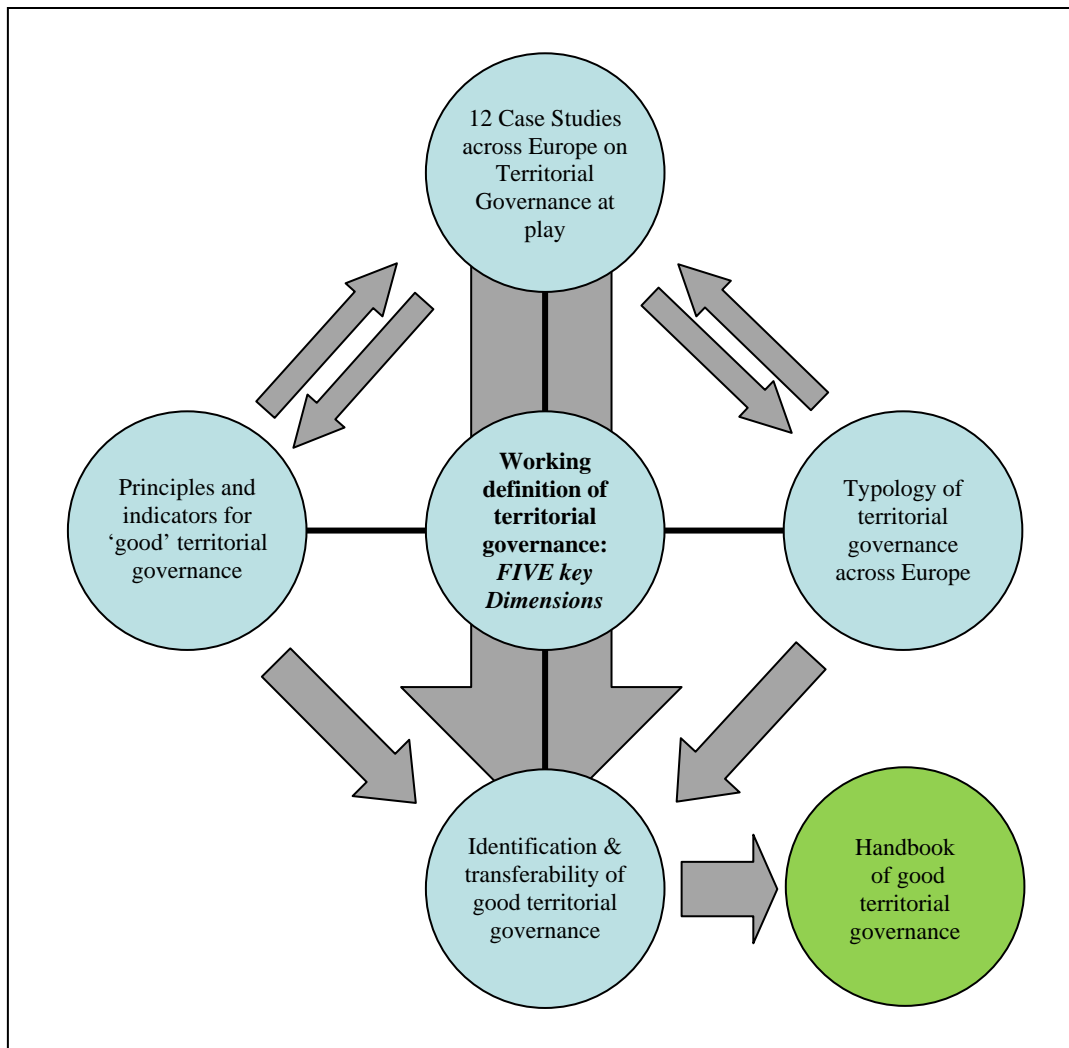 12 Case Studies
across Europe on
Territorial
Governance at
play
Principles and
indicators for
‘good’ territorial
governance
Working
definition of
territorial
governance:
FIVE key
Dimensions
Typology of
territorial
governance
across Europe
Identification &
transferability of
good territorial
governance
Handbook
of good
territorial
governance